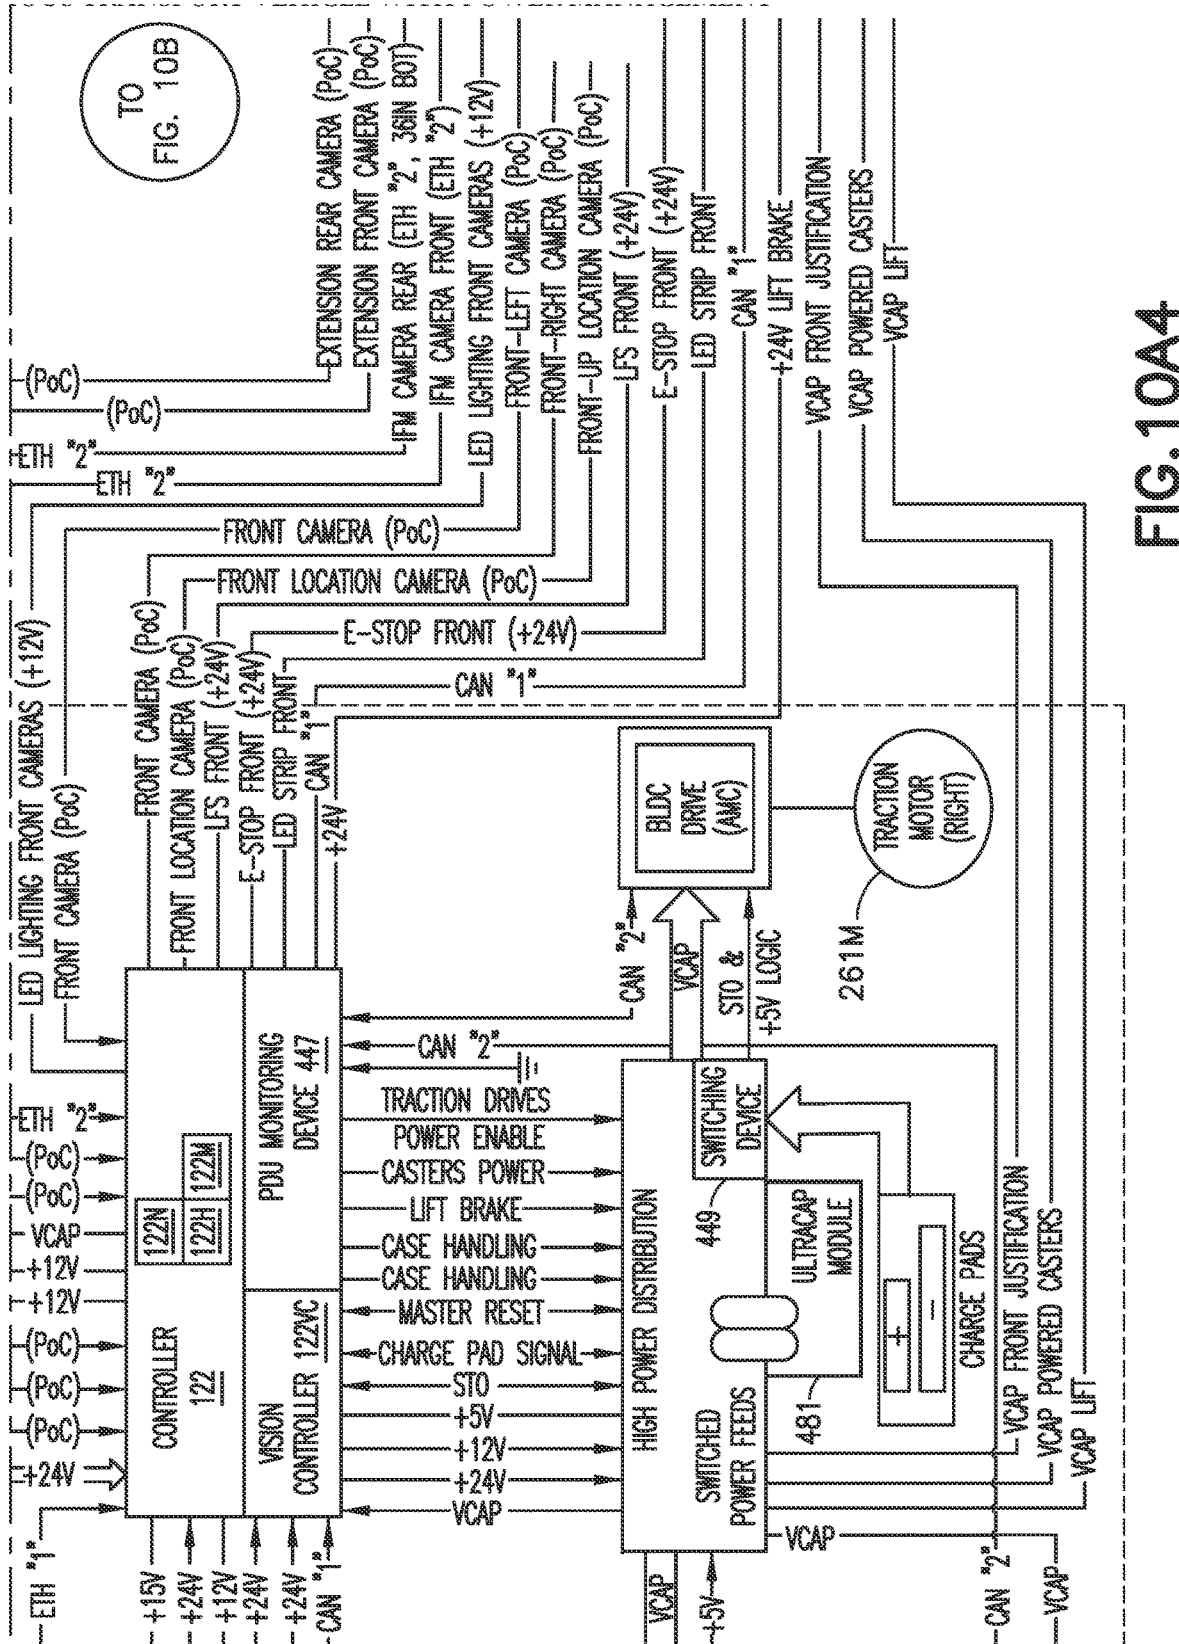 TO
FIG. 10B
EXTENSION REAR CAMERA (PoC)
EXTENSION FRONT CAMERA (PoC)
IFM CAMERA REAR (ETH "2", 36IN BOT)
IFM CAMERA FRONT (ETH "2")
LED LIGHTING FRONT CAMERAS (+12V)
FRONT-LEFT CAMERA (PoC)
FRONT-RIGHT CAMERA (PoC)
FRONT-UP LOCATION CAMERA (PoC)
LFS FRONT (+24V)
E-STOP FRONT (+24V)
LED STRIP FRONT
CAN "1"
+24V LIFT BRAKE
VCAP FRONT JUSTIFICATION
VCAP POWERED CASTERS
VCAP LIFT
(PoC)
(PoC)
ETH "2"
ETH "2"
FRONT CAMERA (PoC)
FRONT LOCATION CAMERA (PoC)
E-STOP FRONT (+24V)
CAN "1"
LED LIGHTING FRONT CAMERAS (+12V)
FRONT CAMERA (PoC)
FRONT CAMERA (PoC)
FRONT LOCATION CAMERA (PoC)
LFS FRONT (+24V)
E-STOP FRONT (+24V)
LED STRIP FRONT
CAN "1"
+24V
BLDC
DRIVE
(AMC)
TRACTION
MOTOR
(RIGHT)
261M
CAN "2"
VCAP
STO &
+5V LOGIC
CAN "2"
ETH "2"
(PoC)
(PoC)
VCAP
+12V
+12V
(PoC)
(PoC)
(PoC)
+24V
ETH "1"
122N
122H
122M
CONTROLLER
122
PDU MONITORING
DEVICE 447
VISION
CONTROLLER 122VC
TRACTION DRIVES
POWER ENABLE
CASTERS POWER
LIFT BRAKE
CASE HANDLING
CASE HANDLING
MASTER RESET
CHARGE PAD SIGNAL
STO
+5V
+12V
+24V
VCAP
HIGH POWER DISTRIBUTION
SWITCHING
DEVICE
449
SWITCHED
POWER FEEDS
ULTRACAP
MODULE
481
+
−
CHARGE PADS
VCAP FRONT JUSTIFICATION
VCAP POWERED CASTERS
VCAP LIFT
+15V
+24V
+12V
+24V
+24V
CAN "1"
VCAP
+5V
VCAP
CAN "2"
VCAP
FIG. 10A4